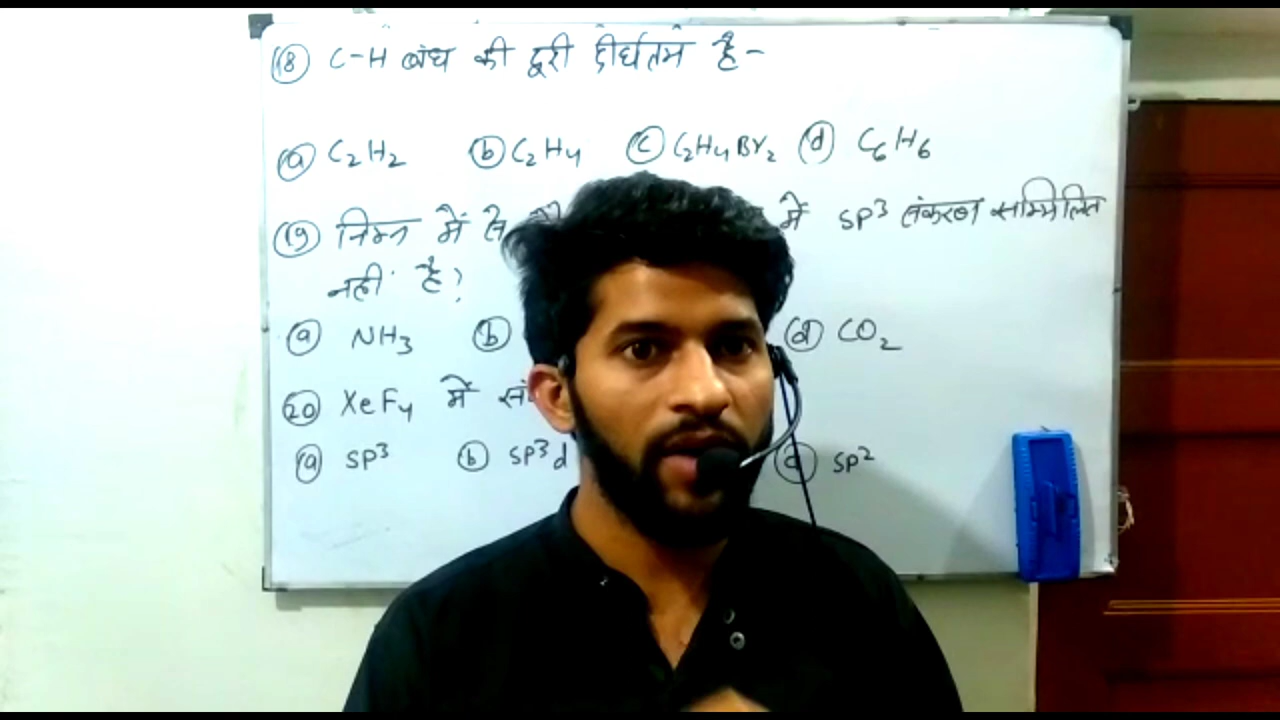 (18) C-H बंध की दूरी दीर्घतम है -
(a) C₂H₂ (b) C₂H₄ (c) C₂H₄Br₂ (d) C₆H₆
(19) निम्न में से में sp³ संकरण सम्मिलित
नहीं है?
(a) NH₃ (b) (d) CO₂
(20) XeF₄ में
(a) sp³ (b) sp³d (d) sp²